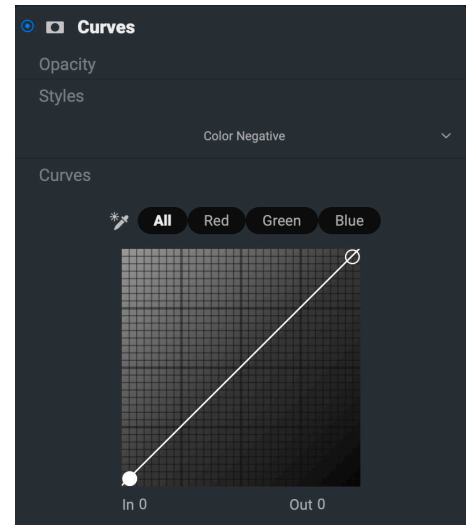 Curves
Opacity
Styles
Color Negative
Curves
All Red Green Blue
In 0 Out 0